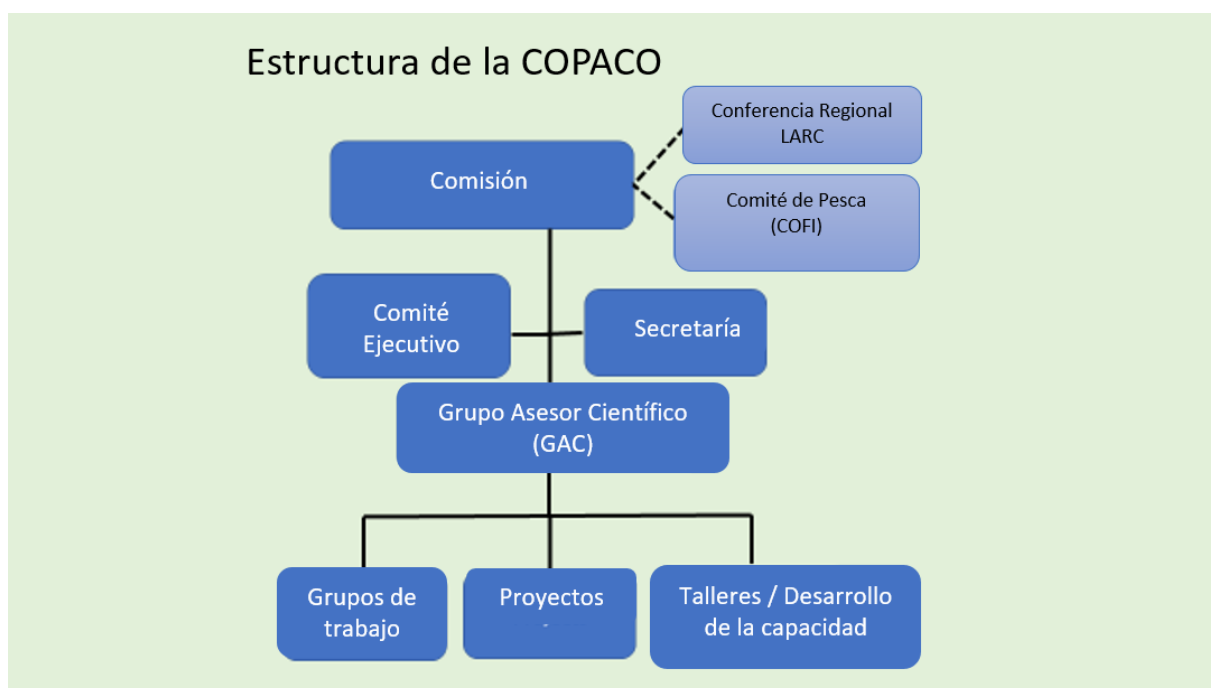 Estructura de la COPACO
Conferencia Regional
LARC
Comisión
Comité de Pesca
(COFI)
Comité
Ejecutivo
Secretaría
Grupo Asesor Científico
(GAC)
Grupos de
trabajo
Proyectos
Talleres / Desarrollo
de la capacidad